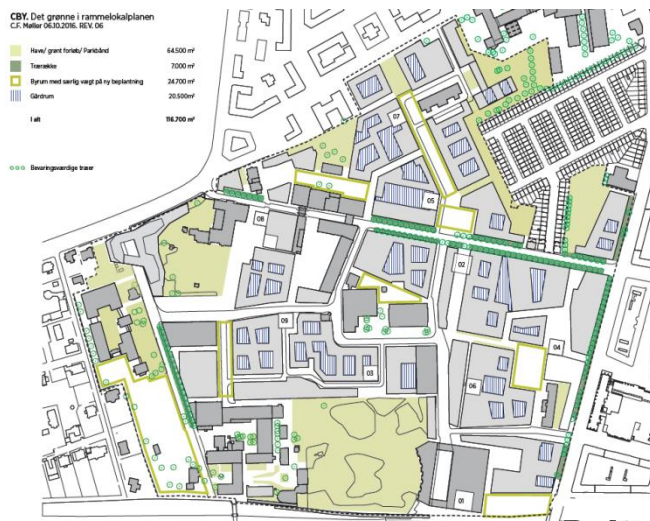 CBY. Det grønne i rammelokalplanen
C.F. Møller 06.10.2016. REV. 06
Have/ grønt forløb/ Parkbånd 64.500 m²
Trærække 7.000 m²
Byrum med særlig vægt på ny beplantning 24.700 m²
Gårdrum 20.500m²
I alt 116.700 m²
Bevaringsværdige træer
07
05
08
02
09
04
03
06
01